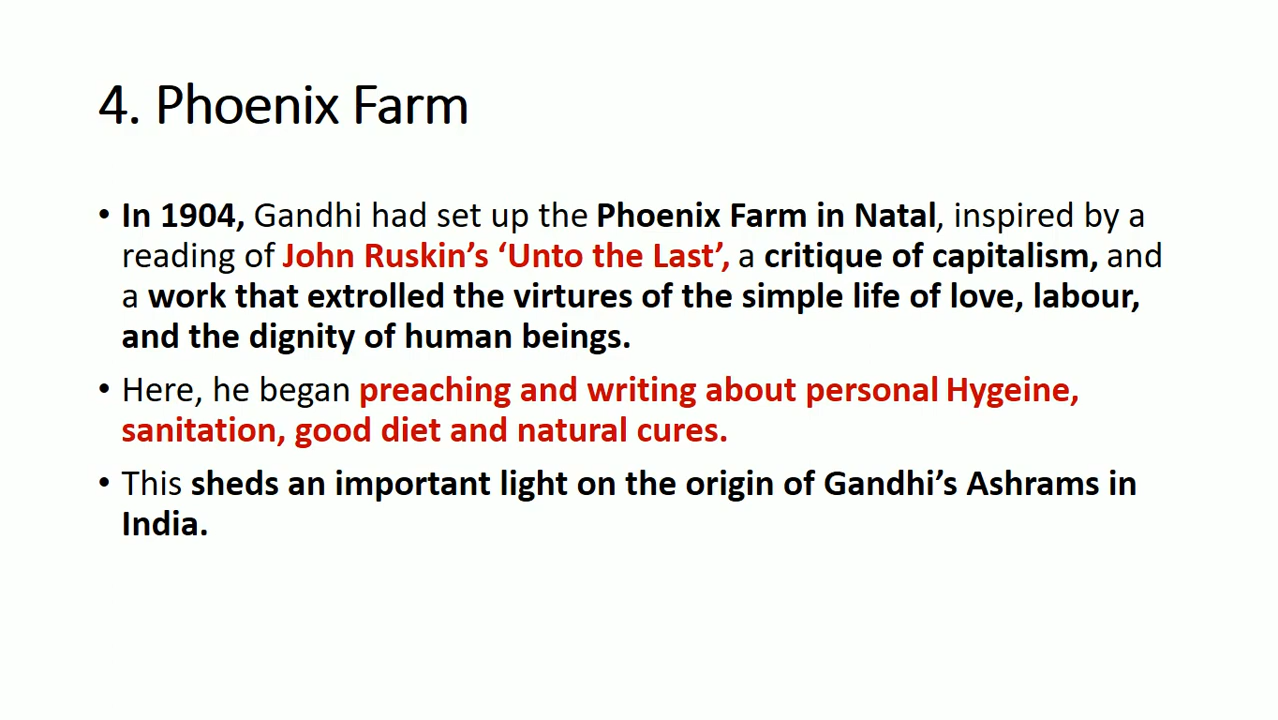 4. Phoenix Farm
• In 1904, Gandhi had set up the Phoenix Farm in Natal, inspired by a
reading of John Ruskin’s ‘Unto the Last’, a critique of capitalism, and
a work that extrolled the virtures of the simple life of love, labour,
and the dignity of human beings.
• Here, he began preaching and writing about personal Hygeine,
sanitation, good diet and natural cures.
• This sheds an important light on the origin of Gandhi’s Ashrams in
India.